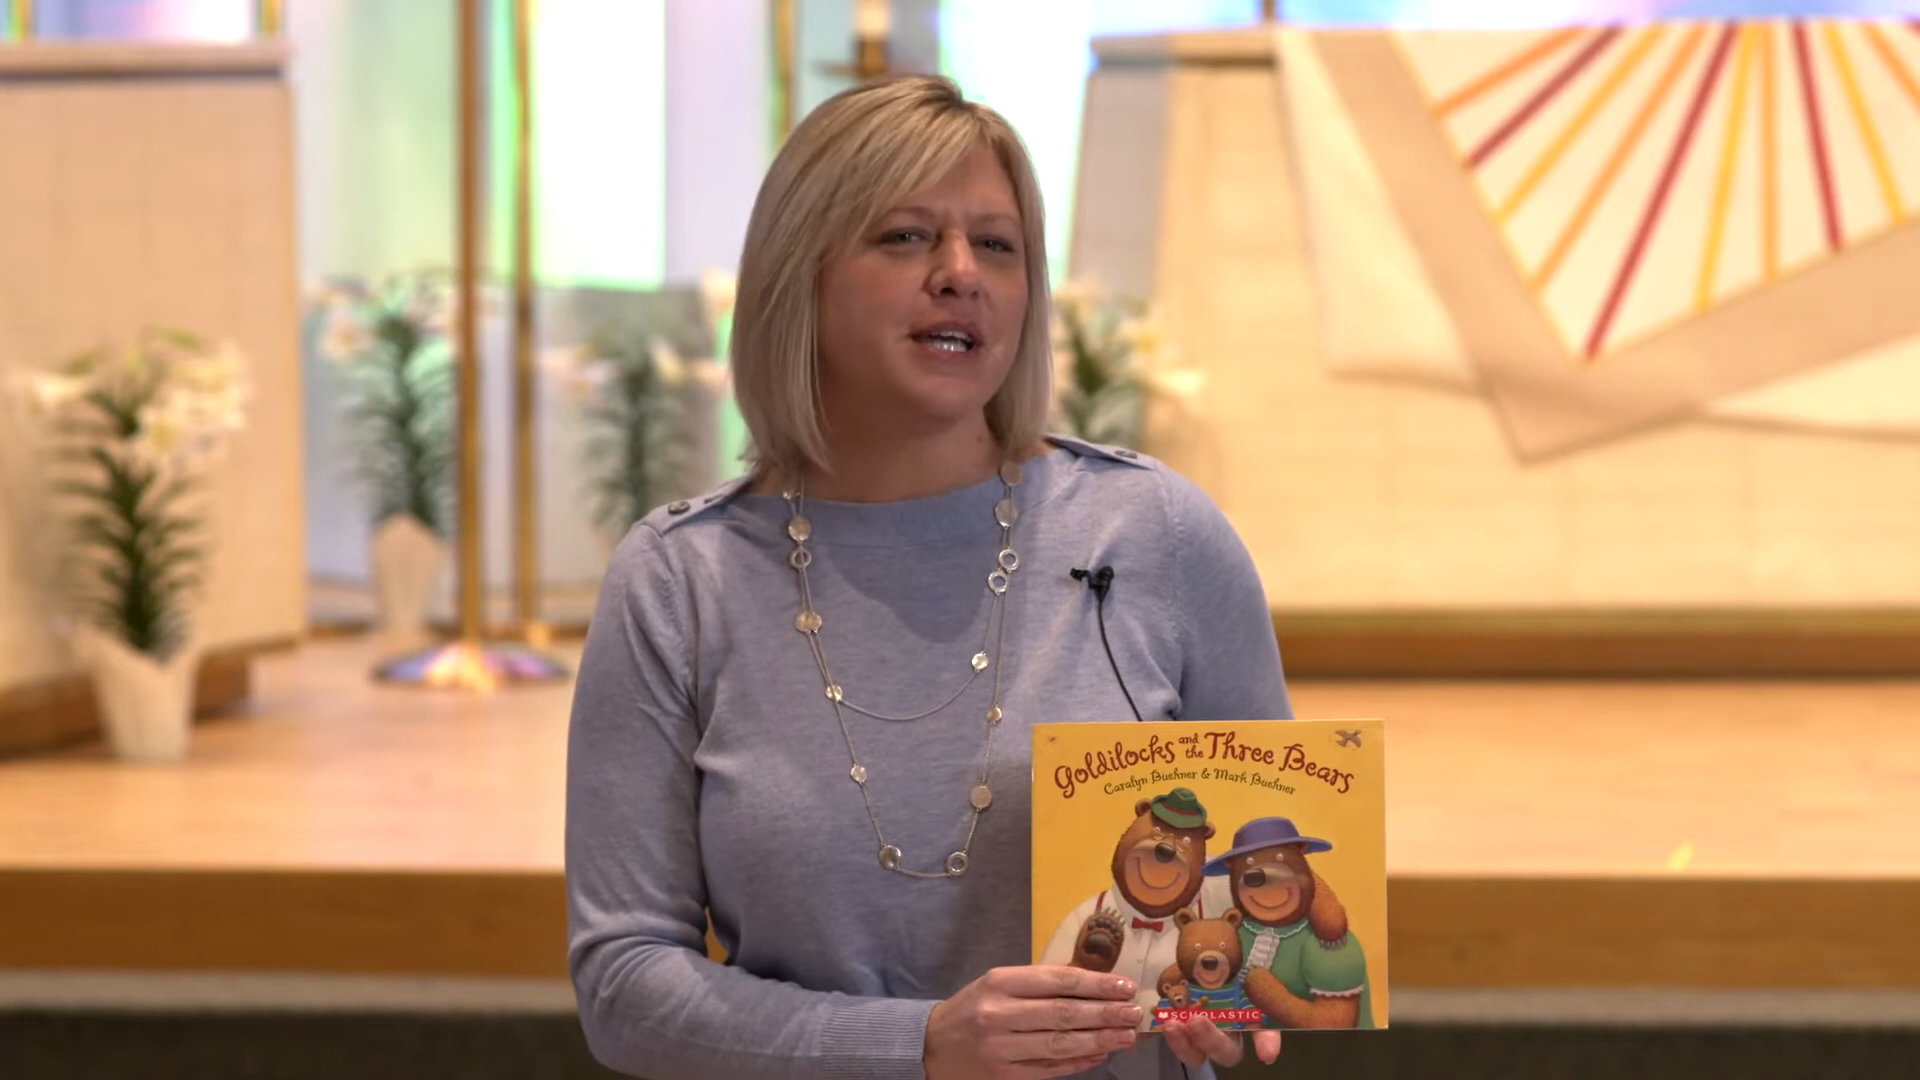 Goldilocks and the Three Bears
Caralyn Buehner & Mark Buehner
SCHOLASTIC